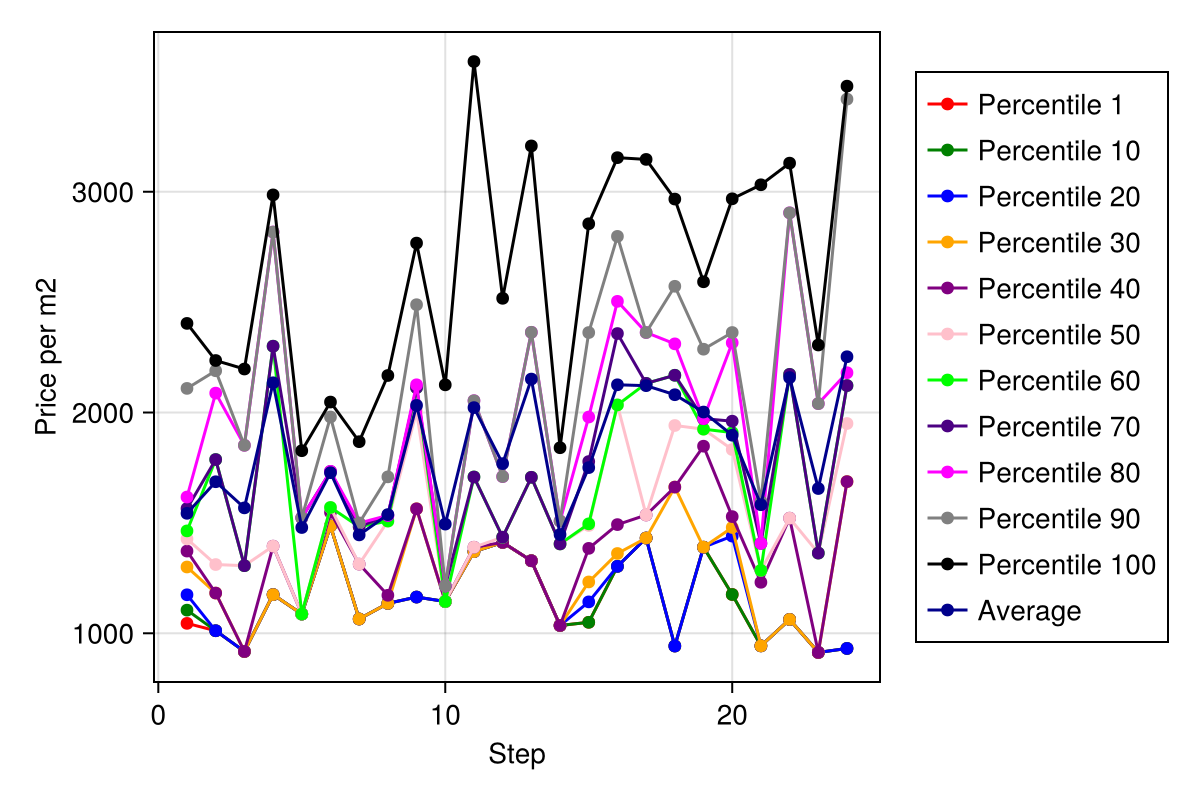 3000
2000
1000
0
10
20
Price per m2
Step
Percentile 1
Percentile 10
Percentile 20
Percentile 30
Percentile 40
Percentile 50
Percentile 60
Percentile 70
Percentile 80
Percentile 90
Percentile 100
Average